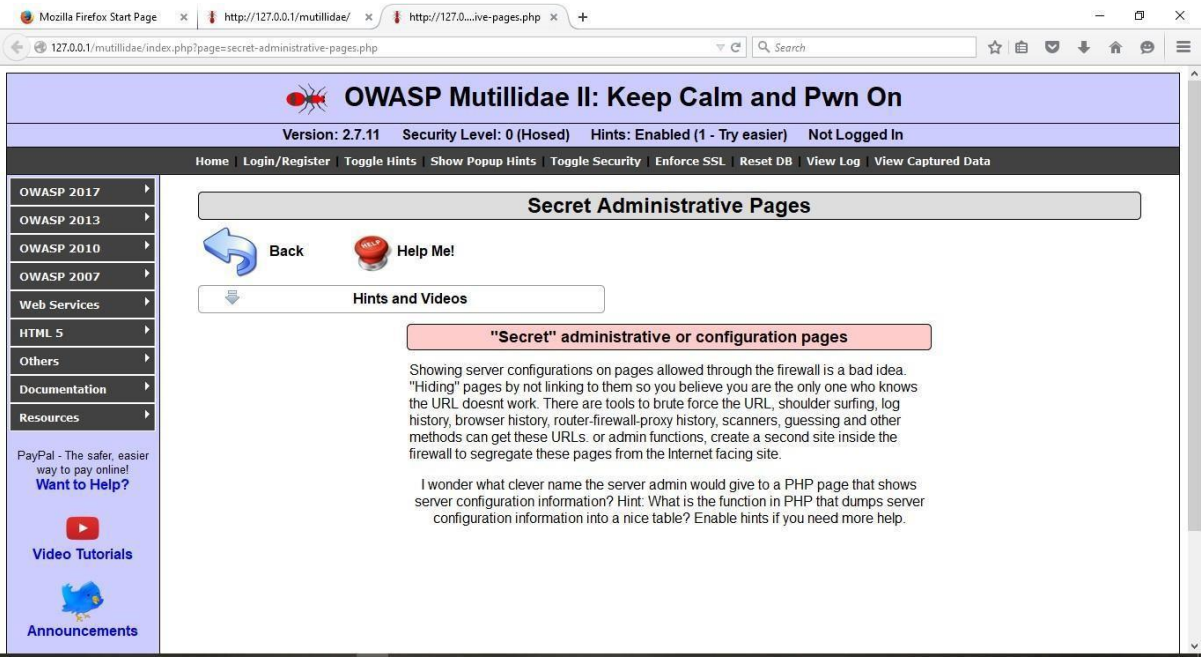 Mozilla Firefox Start Page
http://127.0.0.1/mutillidae/
http://127.0....ive-pages.php
127.0.0.1/mutillidae/index.php?page=secret-administrative-pages.php
Search
OWASP Mutillidae II: Keep Calm and Pwn On
Version: 2.7.11 Security Level: 0 (Hosed) Hints: Enabled (1 - Try easier) Not Logged In
Home | Login/Register | Toggle Hints | Show Popup Hints | Toggle Security | Enforce SSL | Reset DB | View Log | View Captured Data
OWASP 2017
OWASP 2013
OWASP 2010
OWASP 2007
Web Services
HTML 5
Others
Documentation
Resources
PayPal - The safer, easier
way to pay online!
Want to Help?
Video Tutorials
Announcements
Secret Administrative Pages
Back
HELP
Help Me!
Hints and Videos
"Secret" administrative or configuration pages
Showing server configurations on pages allowed through the firewall is a bad idea.
"Hiding" pages by not linking to them so you believe you are the only one who knows
the URL doesnt work. There are tools to brute force the URL, shoulder surfing, log
history, browser history, router-firewall-proxy history, scanners, guessing and other
methods can get these URLs. or admin functions, create a second site inside the
firewall to segregate these pages from the Internet facing site.
I wonder what clever name the server admin would give to a PHP page that shows
server configuration information? Hint: What is the function in PHP that dumps server
configuration information into a nice table? Enable hints if you need more help.